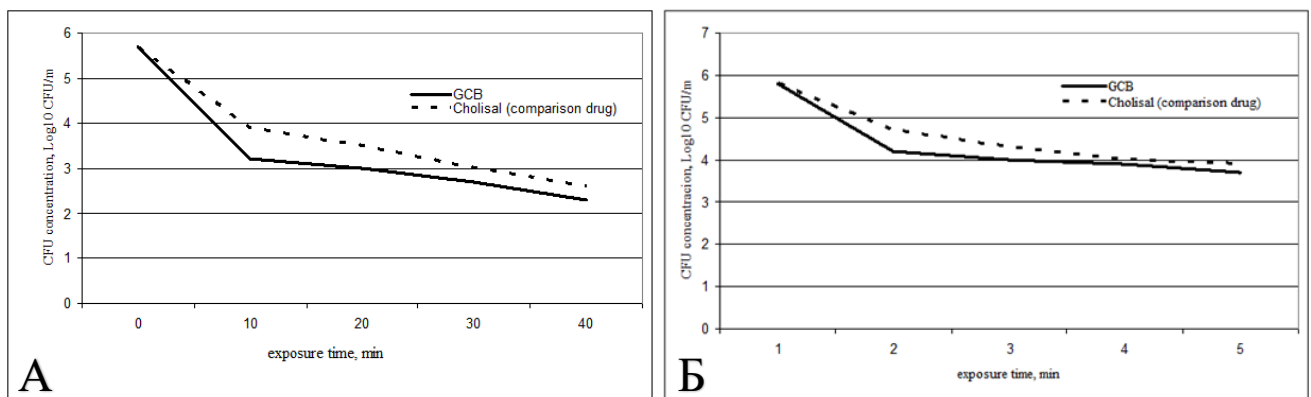 6
5
4
3
2
1
0
CFU concentration, Log10 CFU/m
GCB
Cholisal (comparison drug)
0 10 20 30 40
exposure time, min
А
7
6
5
4
3
2
1
0
CFU concentracion, Log10 CFU/m
GCB
Cholisal (comparison drug)
1 2 3 4 5
exposure time, min
Б